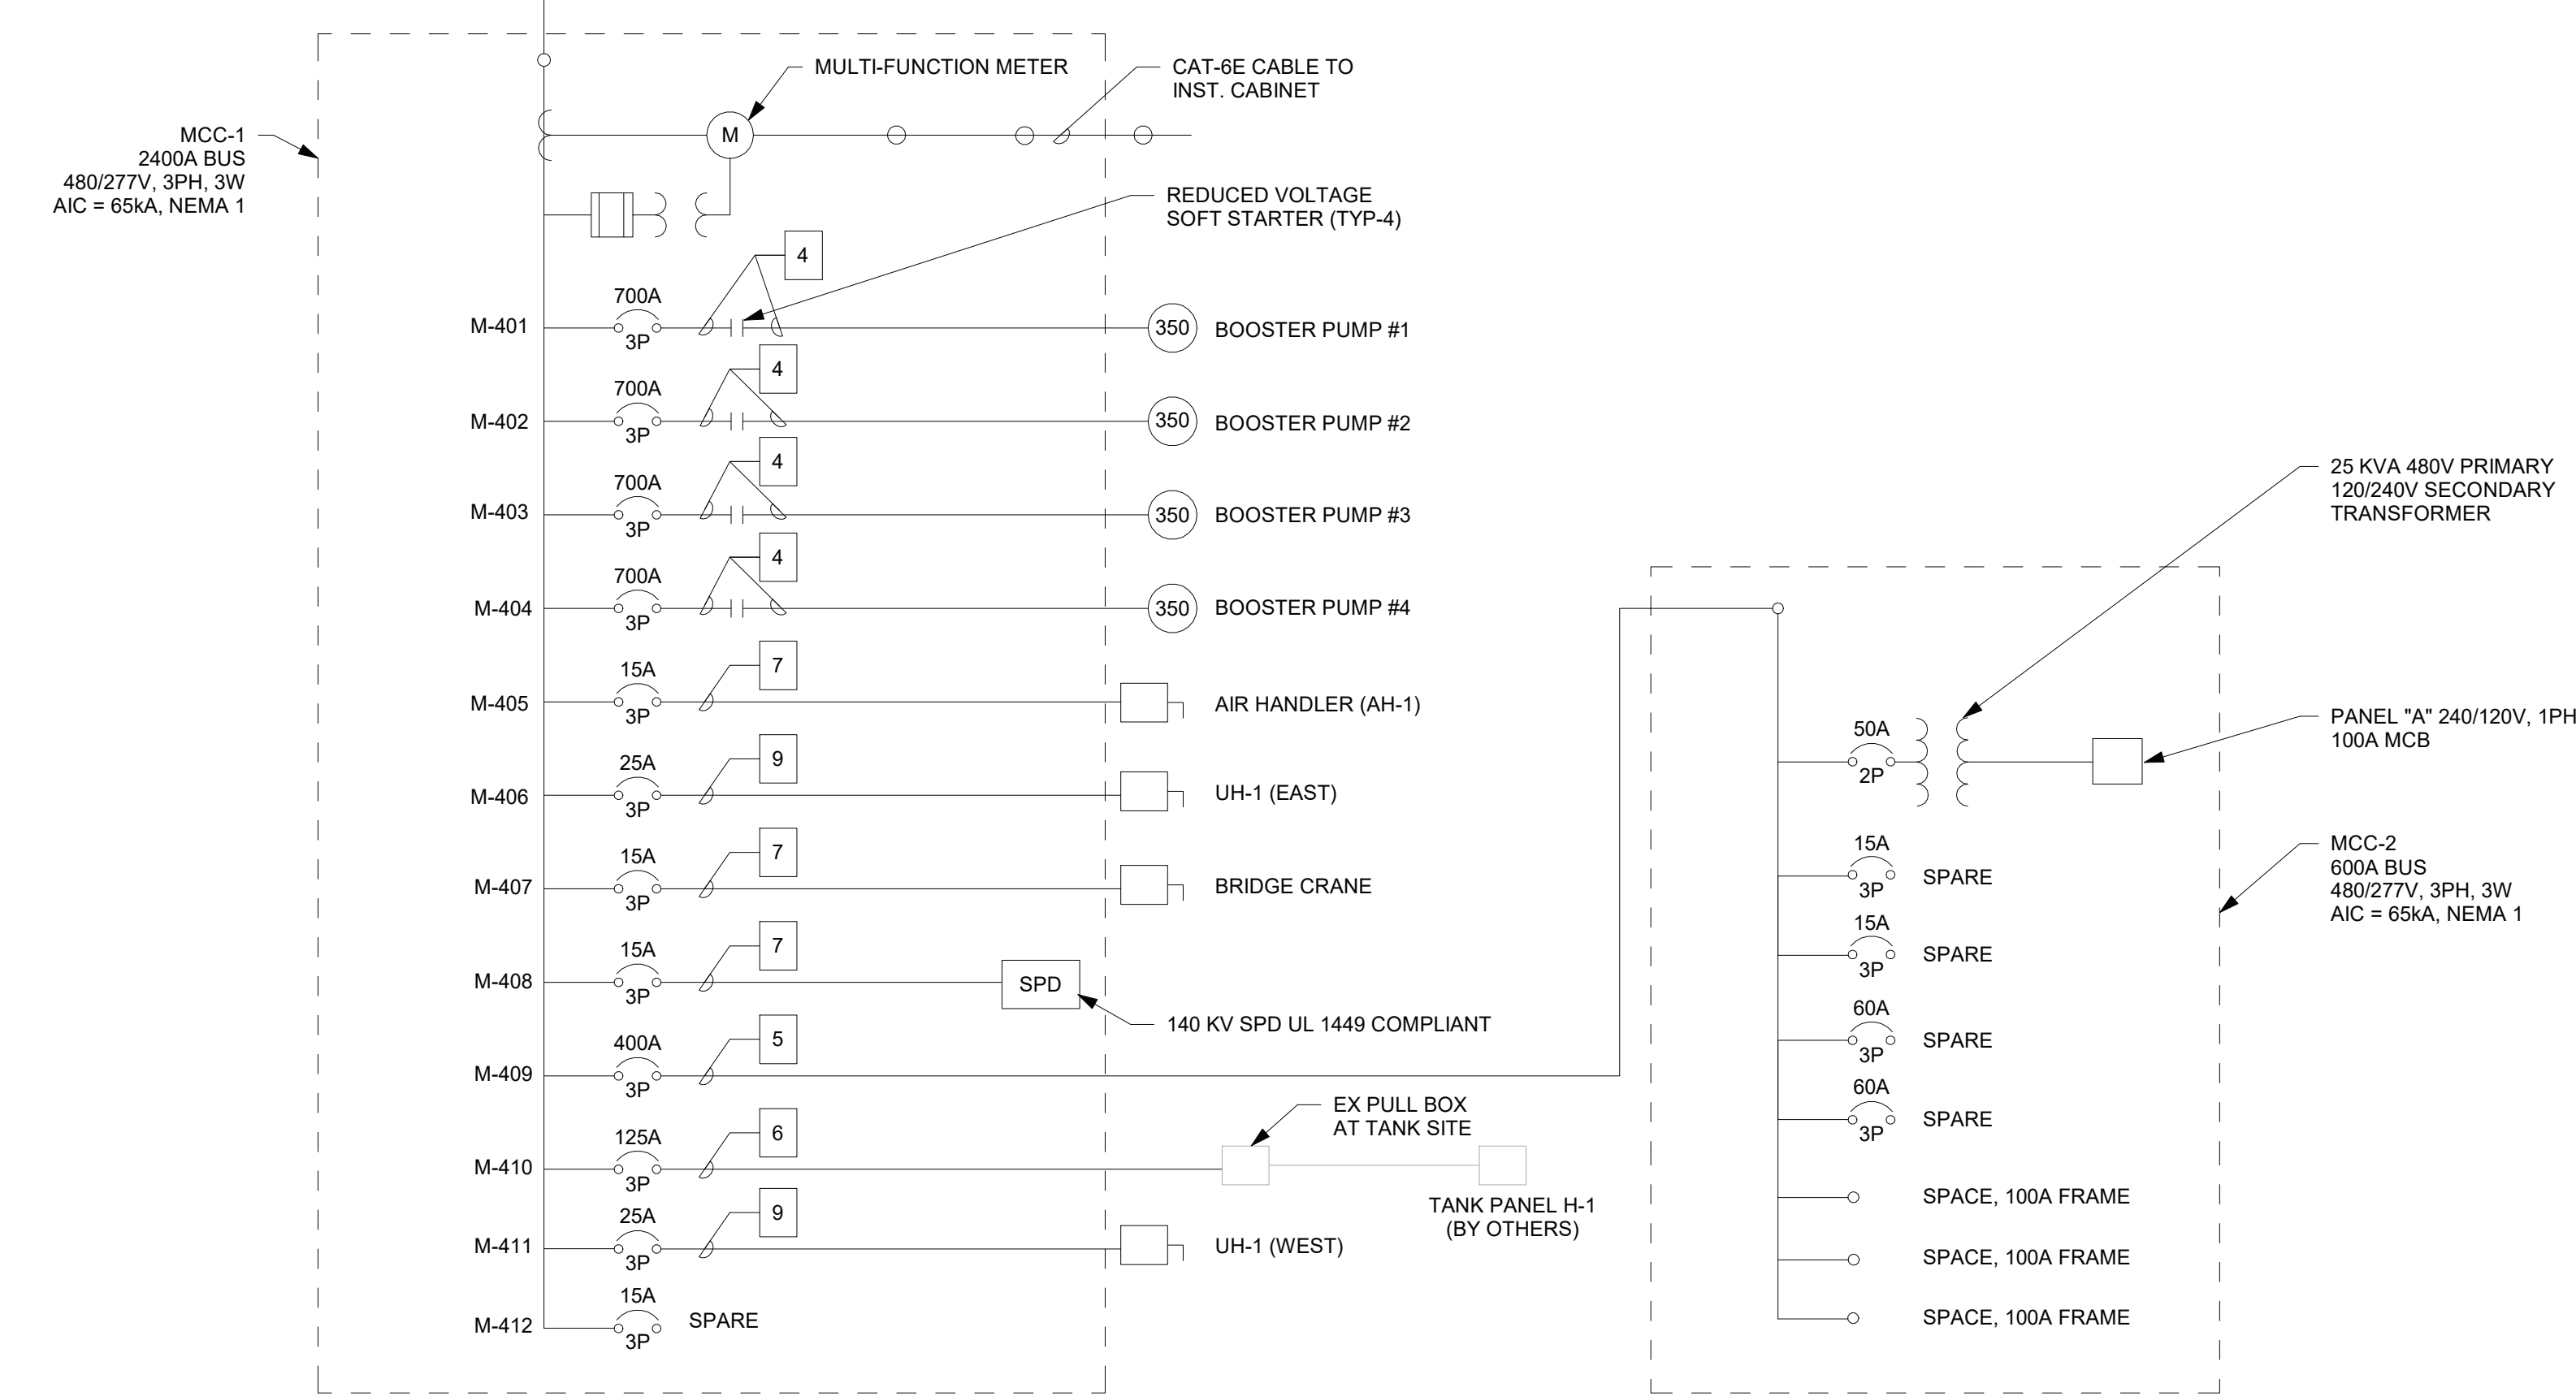 MULTI-FUNCTION METER
CAT-6E CABLE TO
INST. CABINET
MCC-1
2400A BUS
480/277V, 3PH, 3W
AIC = 65kA, NEMA 1
M
REDUCED VOLTAGE
SOFT STARTER (TYP-4)
4
700A
M-401
3P
350
BOOSTER PUMP #1
4
700A
M-402
3P
350
BOOSTER PUMP #2
4
700A
M-403
3P
350
BOOSTER PUMP #3
4
700A
M-404
3P
350
BOOSTER PUMP #4
7
15A
M-405
3P
AIR HANDLER (AH-1)
9
25A
M-406
3P
UH-1 (EAST)
7
15A
M-407
3P
BRIDGE CRANE
7
15A
M-408
3P
SPD
140 KV SPD UL 1449 COMPLIANT
5
400A
M-409
3P
6
125A
M-410
3P
EX PULL BOX
AT TANK SITE
TANK PANEL H-1
(BY OTHERS)
9
25A
M-411
3P
UH-1 (WEST)
15A
M-412
3P
SPARE
25 KVA 480V PRIMARY
120/240V SECONDARY
TRANSFORMER
50A
2P
PANEL "A" 240/120V, 1PH
100A MCB
MCC-2
600A BUS
480/277V, 3PH, 3W
AIC = 65kA, NEMA 1
15A
3P
SPARE
15A
3P
SPARE
60A
3P
SPARE
60A
3P
SPARE
SPACE, 100A FRAME
SPACE, 100A FRAME
SPACE, 100A FRAME